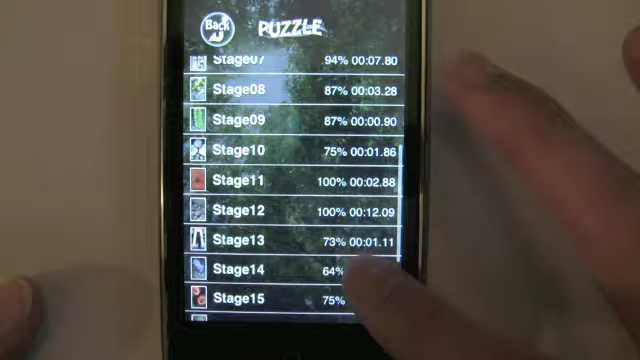 Back
PUZZLE
Stage07 94% 00:07.80
Stage08 87% 00:03.28
Stage09 87% 00:00.90
Stage10 75% 00:01.86
Stage11 100% 00:02.88
Stage12 100% 00:12.09
Stage13 73% 00:01.11
Stage14 64%
Stage15 75%